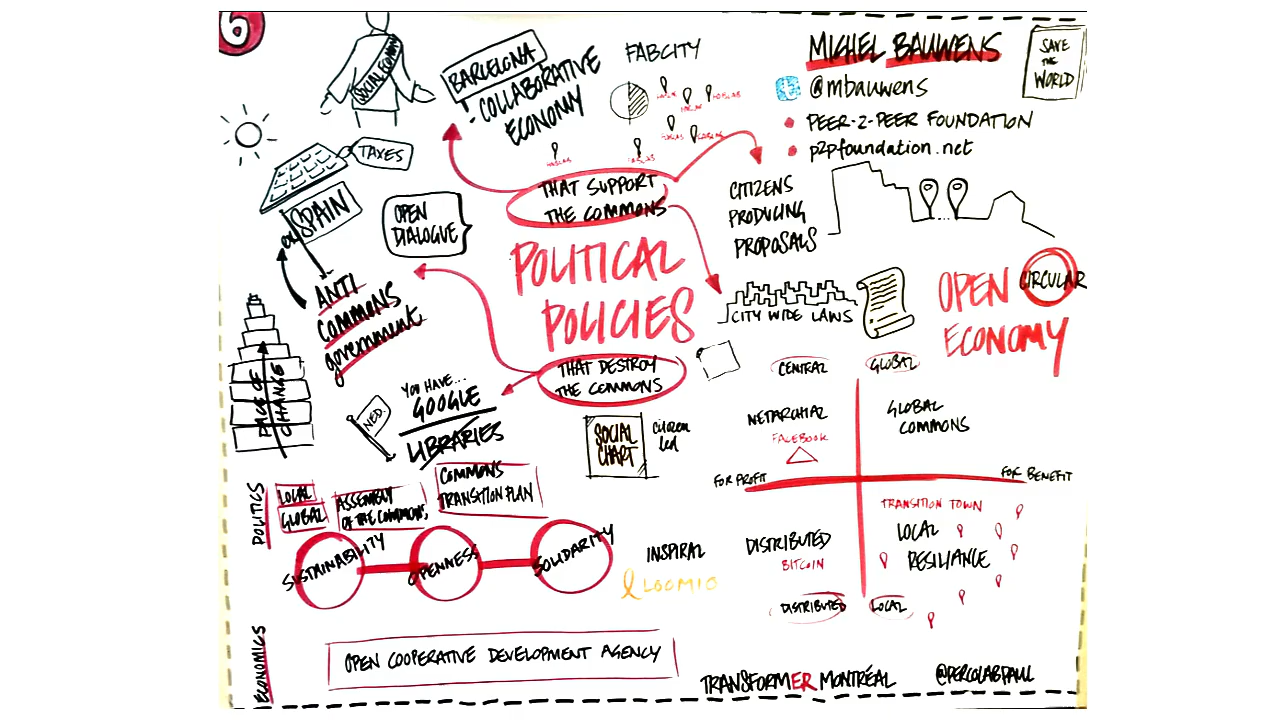 6
SOCIAL ECONOMY
BARCELONA
COLLABORATIVE
ECONOMY
FABCITY
MICHEL BAUWENS
@mbauwens
PEER-2-PEER FOUNDATION
p2pfoundation.net
SAVE
THE
WORLD
TAXES
SPAIN
OPEN
DIALOGUE
THAT SUPPORT
THE COMMONS
CITIZENS
PRODUCING
PROPOSALS
POLITICAL
POLICIES
CITY WIDE LAWS
OPEN CIRCULAR
ECONOMY
ANTI
COMMONS
government
PACE OF
CHANGE
THAT DESTROY
THE COMMONS
YOU HAVE...
GOOGLE
LIBRARIES
NED.
SOCIAL
CHART
citizen
led
CENTRAL
GLOBAL
NETARCHIAL
FACEBOOK
GLOBAL
COMMONS
FOR PROFIT
FOR BENEFIT
TRANSITION TOWN
LOCAL
RESILIANCE
DISTRIBUTED
BITCOIN
DISTRIBUTED
LOCAL
POLITICS
LOCAL
GLOBAL
ASSEMBLY
OF THE COMMONS,
COMMONS
TRANSITION PLAN
SUSTAINABILITY
OPENNESS
SOLIDARITY
INSPIRAL
LOOMIO
ECONOMICS
OPEN COOPERATIVE DEVELOPMENT AGENCY
TRANSFORMER MONTRÉAL
@PERCOLABPAUL